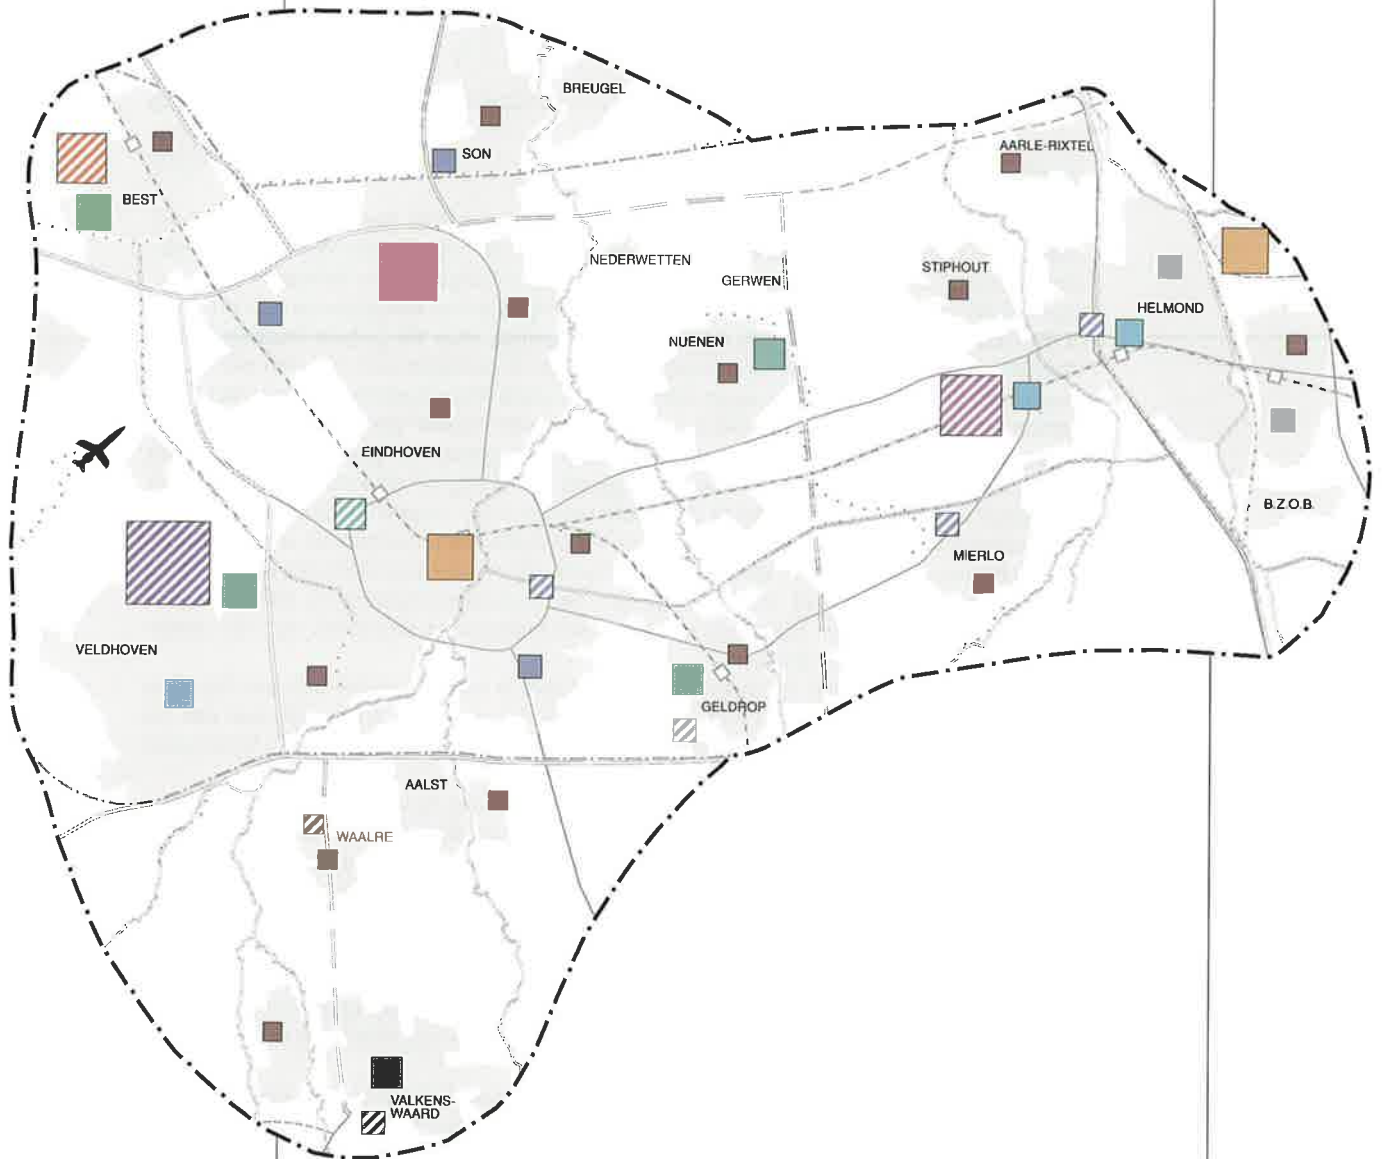 BREUGEL
AARLE-RIXTEL
SON
BEST
NEDERWETTEN
STIPHOUT
GERWEN
HELMOND
NUENEN
EINDHOVEN
B.Z.O.B.
MIERLO
VELDHOVEN
GELDROP
AALST
WAALRE
VALKENS-
WAARD